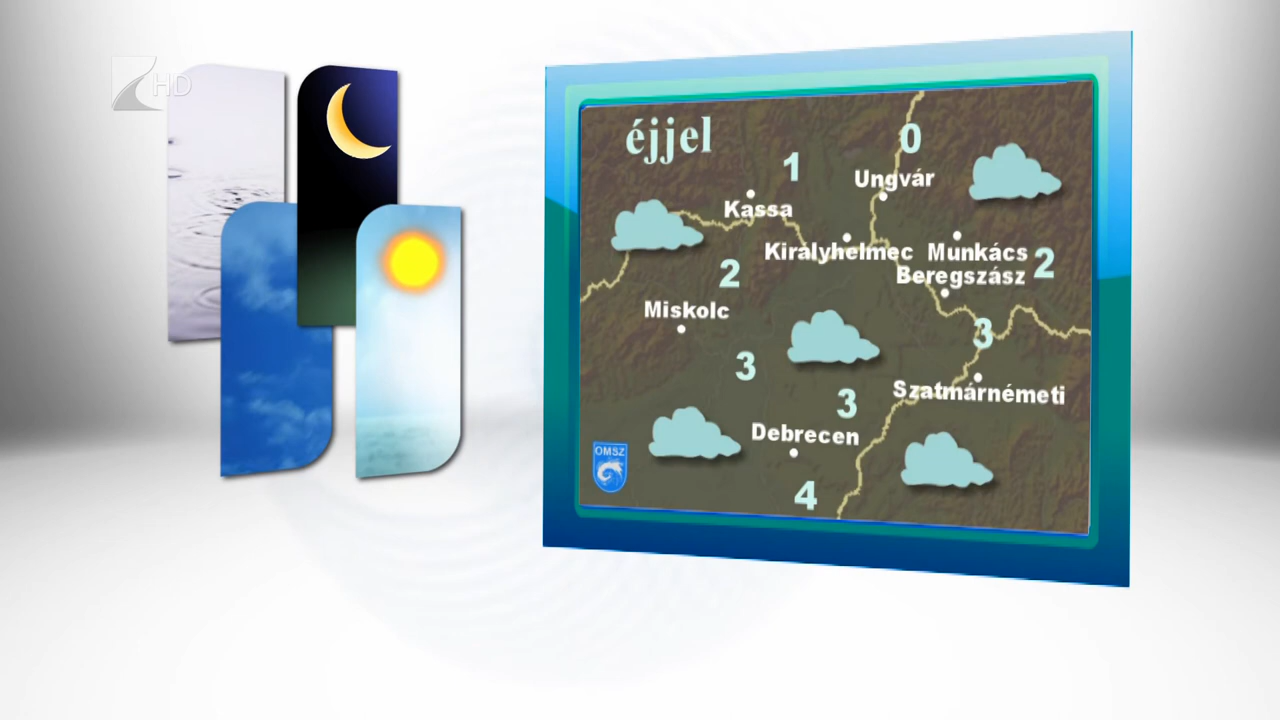 HD
éjjel
0
1
Ungvár
Kassa
Királyhelmec
Munkács
2
Beregszász
2
Miskolc
3
3
Szatmárnémeti
3
Debrecen
OMSZ
4